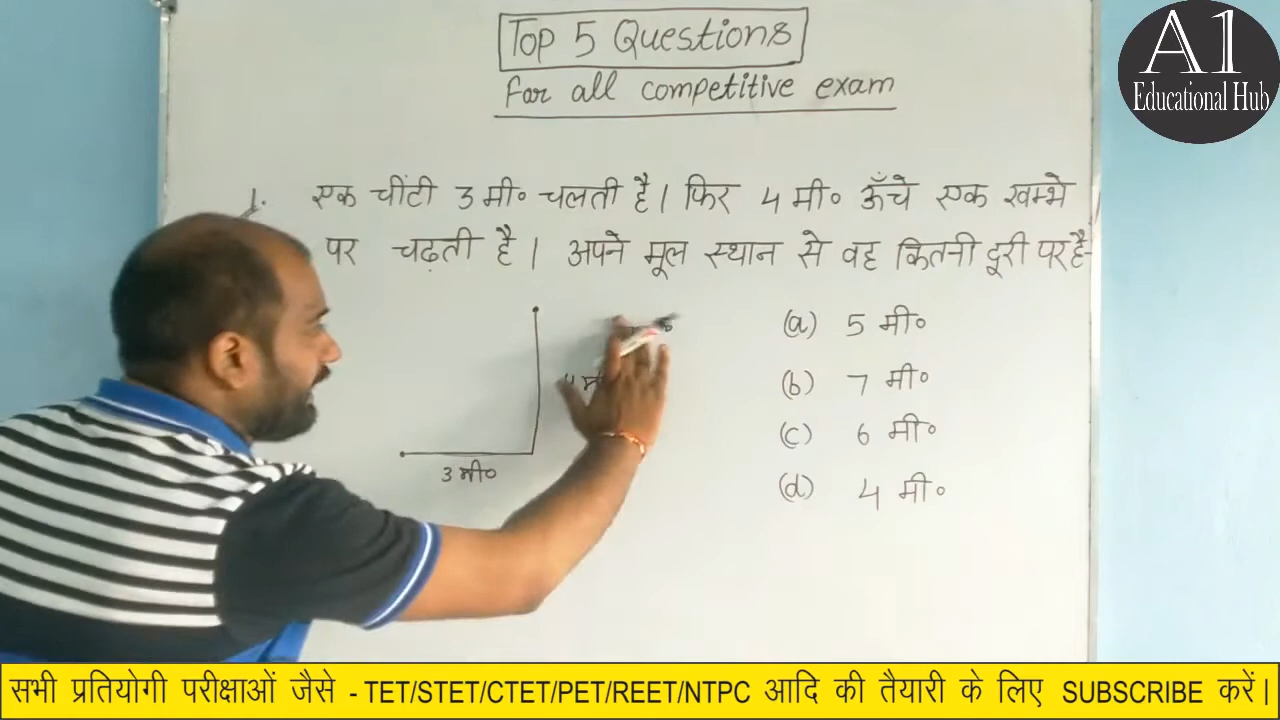 Top 5 Questions
A1
for all competitive exam
Educational Hub
1. एक चींटी 3 मी० चलती है। फिर 4 मी० ऊँचे एक खम्भे
पर चढ़ती है। अपने मूल स्थान से वह कितनी दूरी पर है-
(a) 5 मी०
(b) 7 मी०
(c) 6 मी०
(d) 4 मी०
3 मी०
सभी प्रतियोगी परीक्षाओं जैसे - TET/STET/CTET/PET/REET/NTPC आदि की तैयारी के लिए SUBSCRIBE करें।